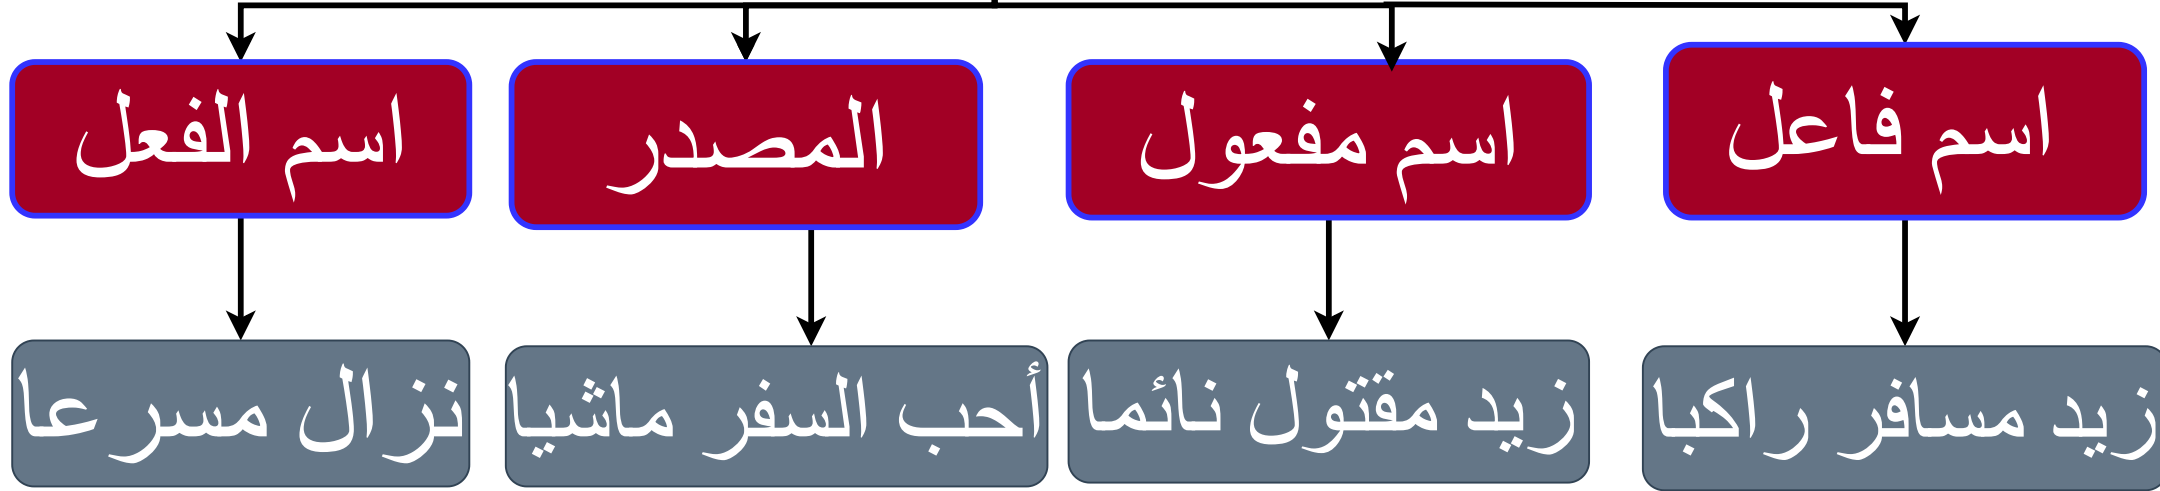 اسم فاعل
اسم مفعول
المصدر
اسم الفعل
زيد مسافر راكبا
زيد مقتول نائما
أحب السفر ماشيا
نزال مسرعا